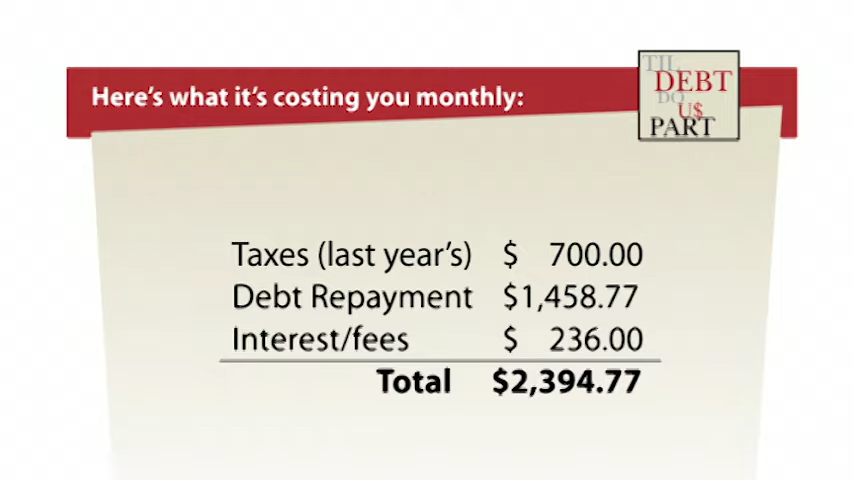 Here's what it's costing you monthly:
TIL
DEBT
DO
U$
PART
Taxes (last year's) $ 700.00
Debt Repayment $1,458.77
Interest/fees $ 236.00
Total $2,394.77